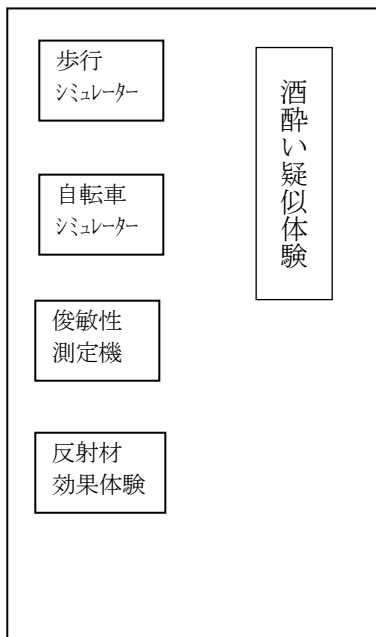 歩行
シミュレーター
自転車
シミュレーター
俊敏性
測定機
反射材
効果体験
酒酔い疑似体験